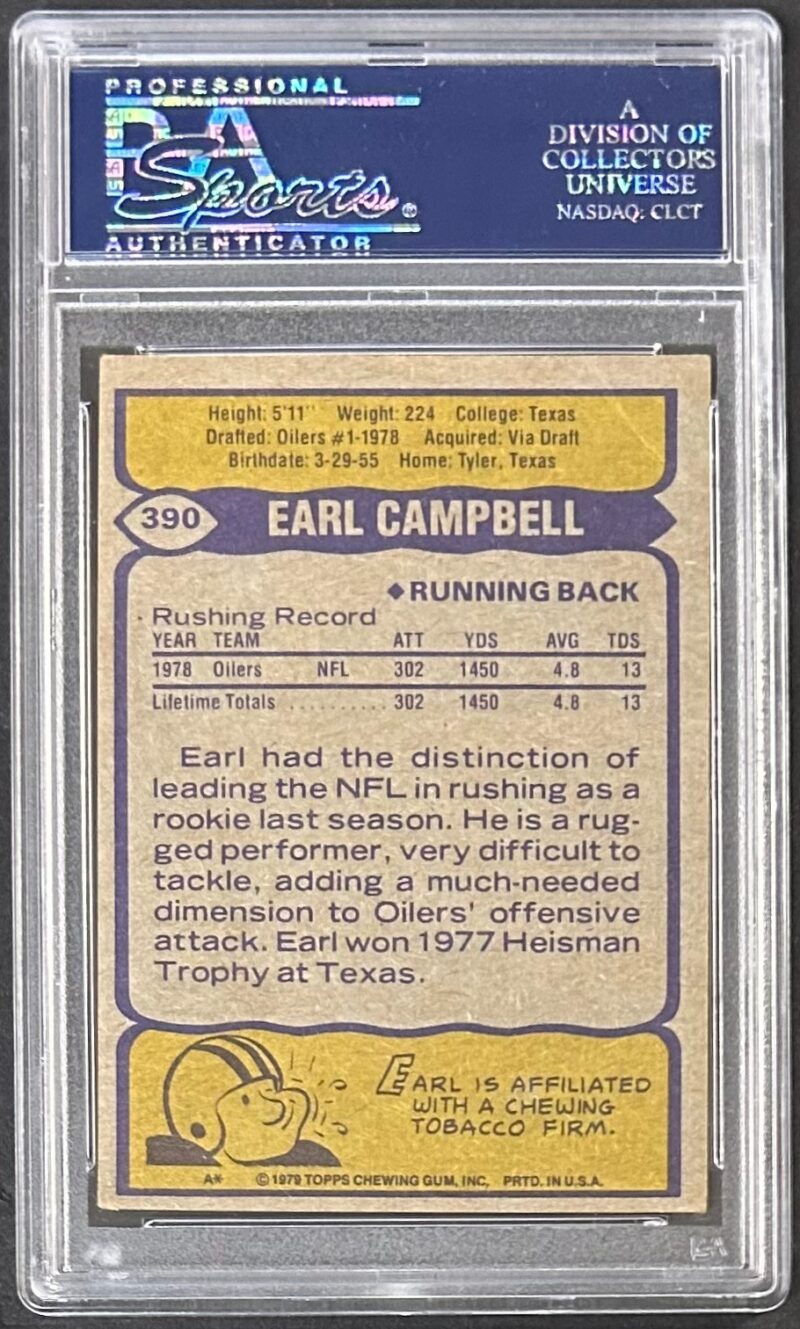 PROFESSIONAL
PSA
Sports®
AUTHENTICATOR
A
DIVISION OF
COLLECTORS
UNIVERSE
NASDAQ: CLCT
Height: 5'11" Weight: 224 College: Texas
Drafted: Oilers #1-1978 Acquired: Via Draft
Birthdate: 3-29-55 Home: Tyler, Texas
390 EARL CAMPBELL
◆RUNNING BACK
Rushing Record
YEAR TEAM ATT YDS AVG TDS
1978 Oilers NFL 302 1450 4.8 13
Lifetime Totals .......... 302 1450 4.8 13
Earl had the distinction of
leading the NFL in rushing as a
rookie last season. He is a rug-
ged performer, very difficult to
tackle, adding a much-needed
dimension to Oilers' offensive
attack. Earl won 1977 Heisman
Trophy at Texas.
EARL IS AFFILIATED
WITH A CHEWING
TOBACCO FIRM.
A* © 1979 TOPPS CHEWING GUM, INC. PRTD. IN U.S.A.